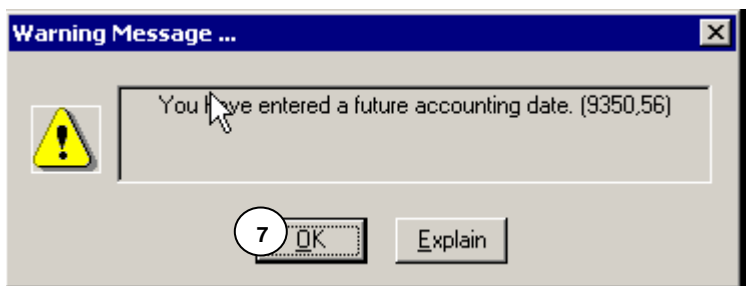 Warning Message ...
You have entered a future accounting date. (9350,56)
7 OK Explain